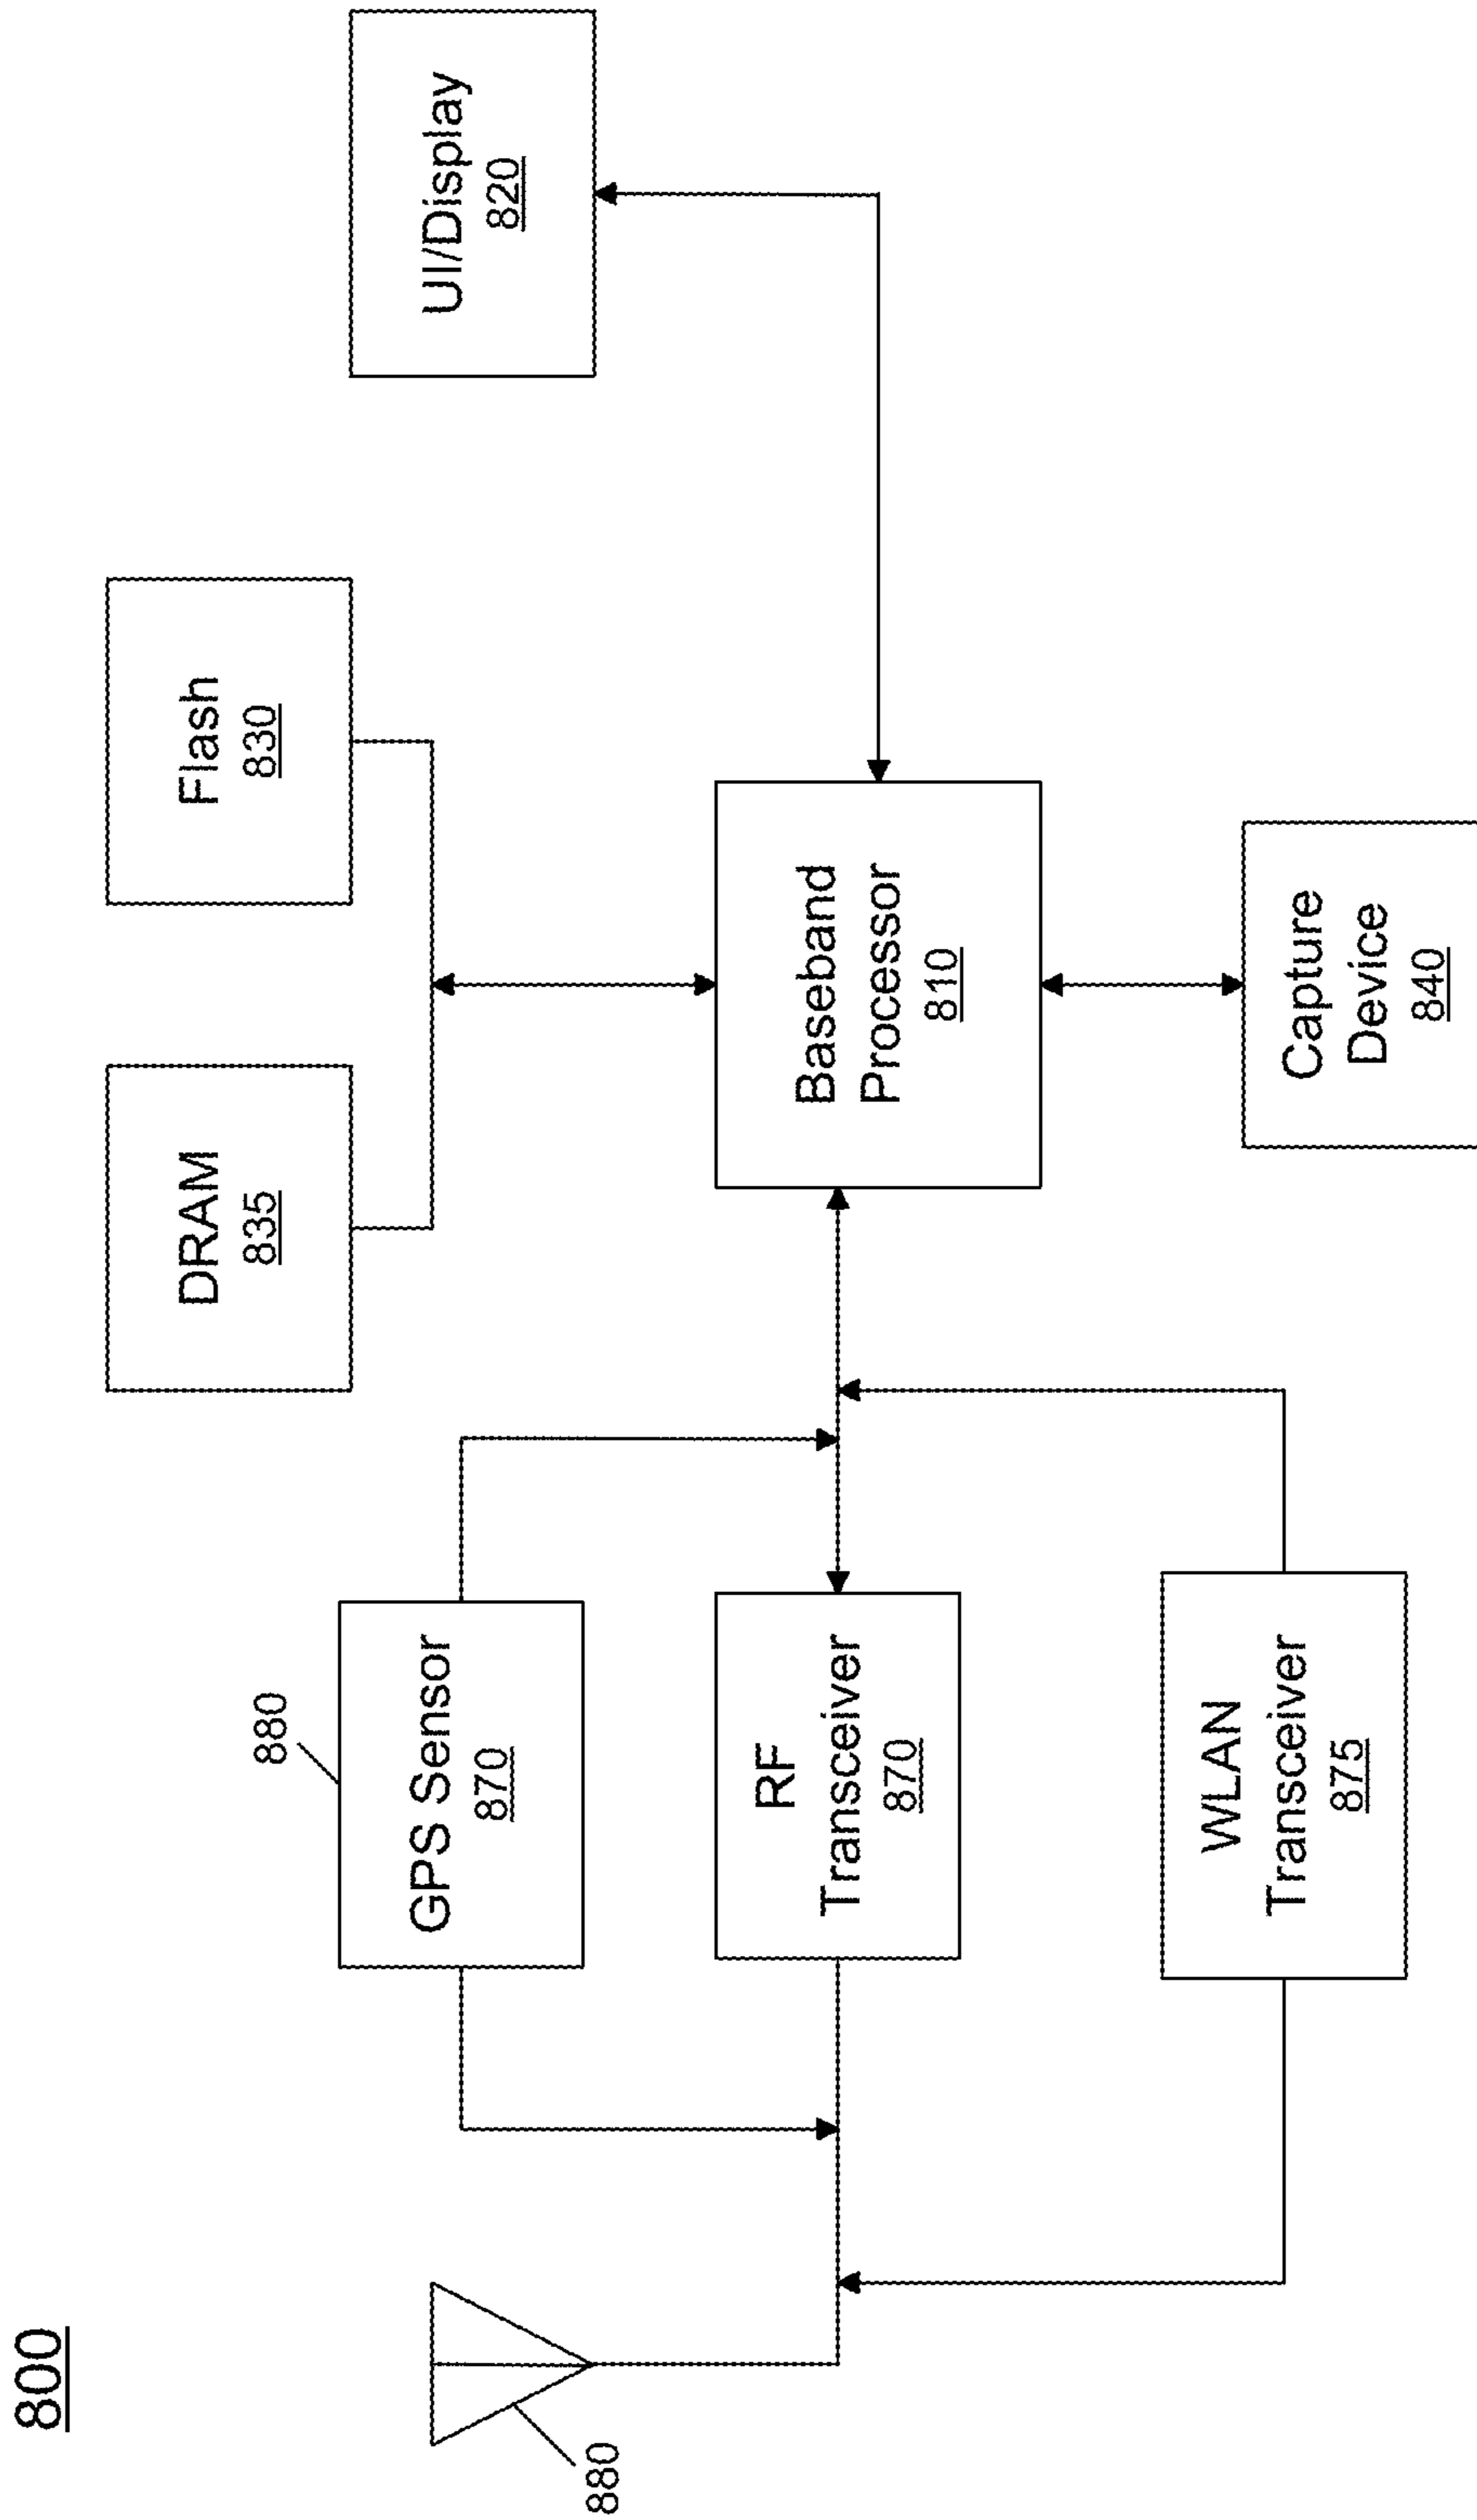 800
DRAM
835
Flash
830
UI/Display
820
880
GPS Sensor
870
880
RF
Transceiver
870
Baseband
Processor
810
WLAN
Transceiver
875
Capture
Device
840